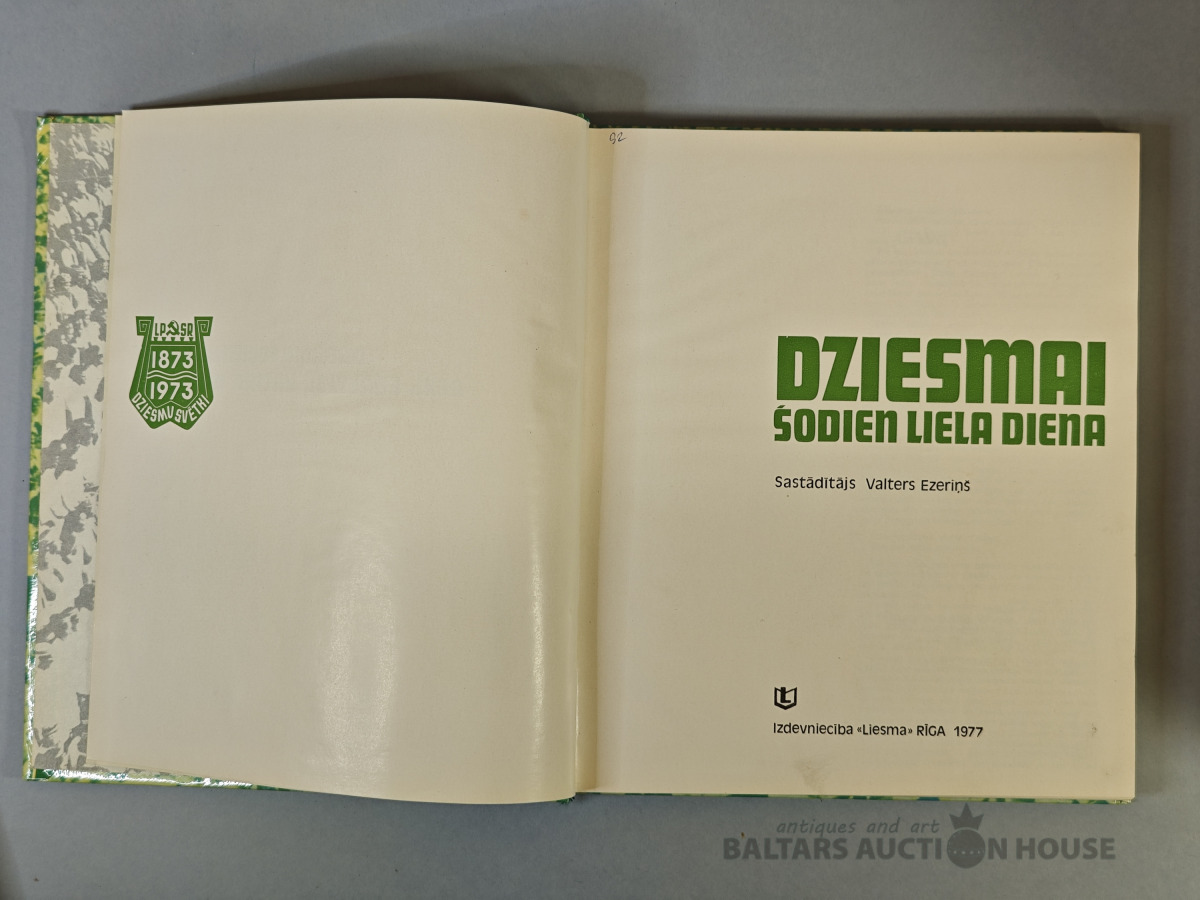 LPSR
1873
1973
DZIESMU SVĒTKI
92
DZIESMAI
ŠODIEN LIELA DIENA
Sastādītājs Valters Ezeriņš
L
Izdevniecība «Liesma» RĪGA 1977
antiques and art
BALTARS AUCTION HOUSE